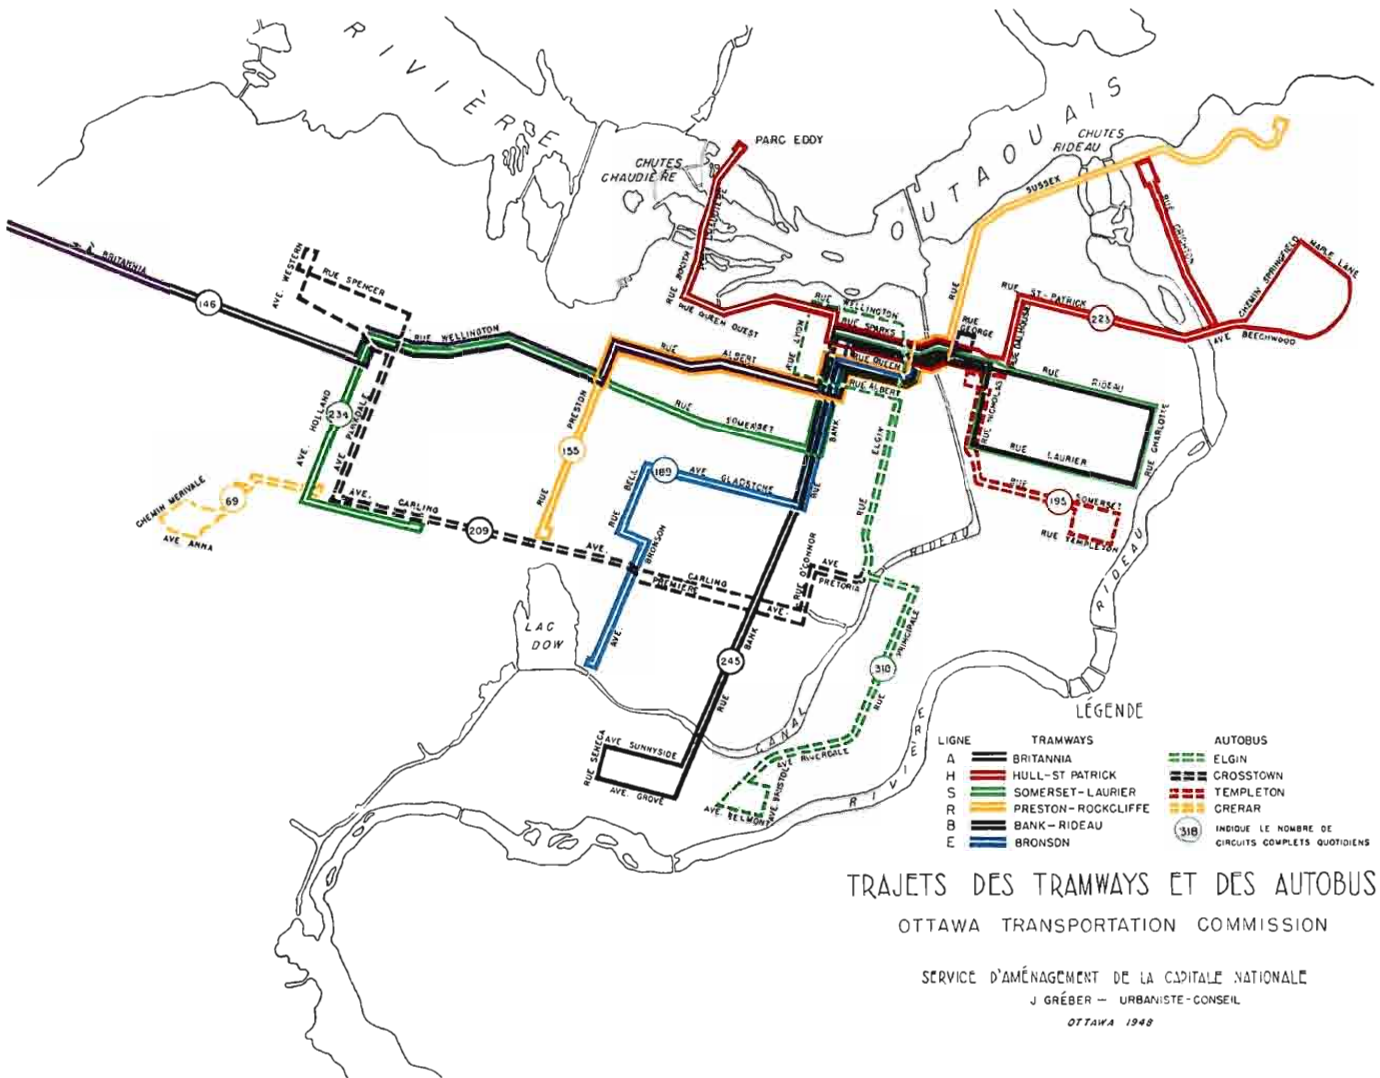 RIVIÈRE
OUTAOUAIS
PARC EDDY
CHUTES
CHAUDIÈRE
CHUTES
RIDEAU
SUSSEX
RUE
RUE CRICHSON
CHEMIN SPRINGFIELD
MAPLE LANE
AVE BEECHWOOD
RUE ST-PATRICK
223
RUE DALHOUSIE
RUE
GEORGE
BRITANNIA
146
AVE. WESTERN
RUE SPENCER
RUE WELLINGTON
RUE BOOTH
RUE QUEEN OUEST
RUE WELLINGTON
RUE SPARKS
RUE QUEEN
RUE ALBERT
RUE ALBERT
RUE RIDEAU
RUE NICHOLAS
RUE LAURIER
RUE CHARLOTTE
AVE. HOLLAND
234
AVE PARKDALE
RUE PRESTON
155
RUE SOMERSET
BANK
RUE
RUE ELGIN
AVE GLADSTONE
189
RUE BELL
AVE. BRONSON
CHEMIN MERIVALE
69
AVE. ANNA
AVE. CARLING
209
AVE. CARLING
PREMIÈRE AVE.
RUE O'CONNOR
AVE
PRETORIA
RUE SOMERSET
195
RUE TEMPLETON
CANAL RIDEAU
RIVIÈRE RIDEAU
LAC
DOW
RUE BANK
245
RUE PRINCIPALE
318
AVE SUNNYSIDE
RUE SENECA
AVE. GROVE
AVE RIVERDALE
AVE. BRISTOL
AVE. BELMONT
LÉGENDE
LIGNE TRAMWAYS AUTOBUS
A BRITANNIA ELGIN
H HULL-ST PATRICK CROSSTOWN
S SOMERSET-LAURIER TEMPLETON
R PRESTON-ROCKCLIFFE CRERAR
B BANK-RIDEAU 318 INDIQUE LE NOMBRE DE
E BRONSON CIRCUITS COMPLETS QUOTIDIENS
TRAJETS DES TRAMWAYS ET DES AUTOBUS
OTTAWA TRANSPORTATION COMMISSION
SERVICE D'AMÉNAGEMENT DE LA CAPITALE NATIONALE
J GRÉBER — URBANISTE-CONSEIL
OTTAWA 1948